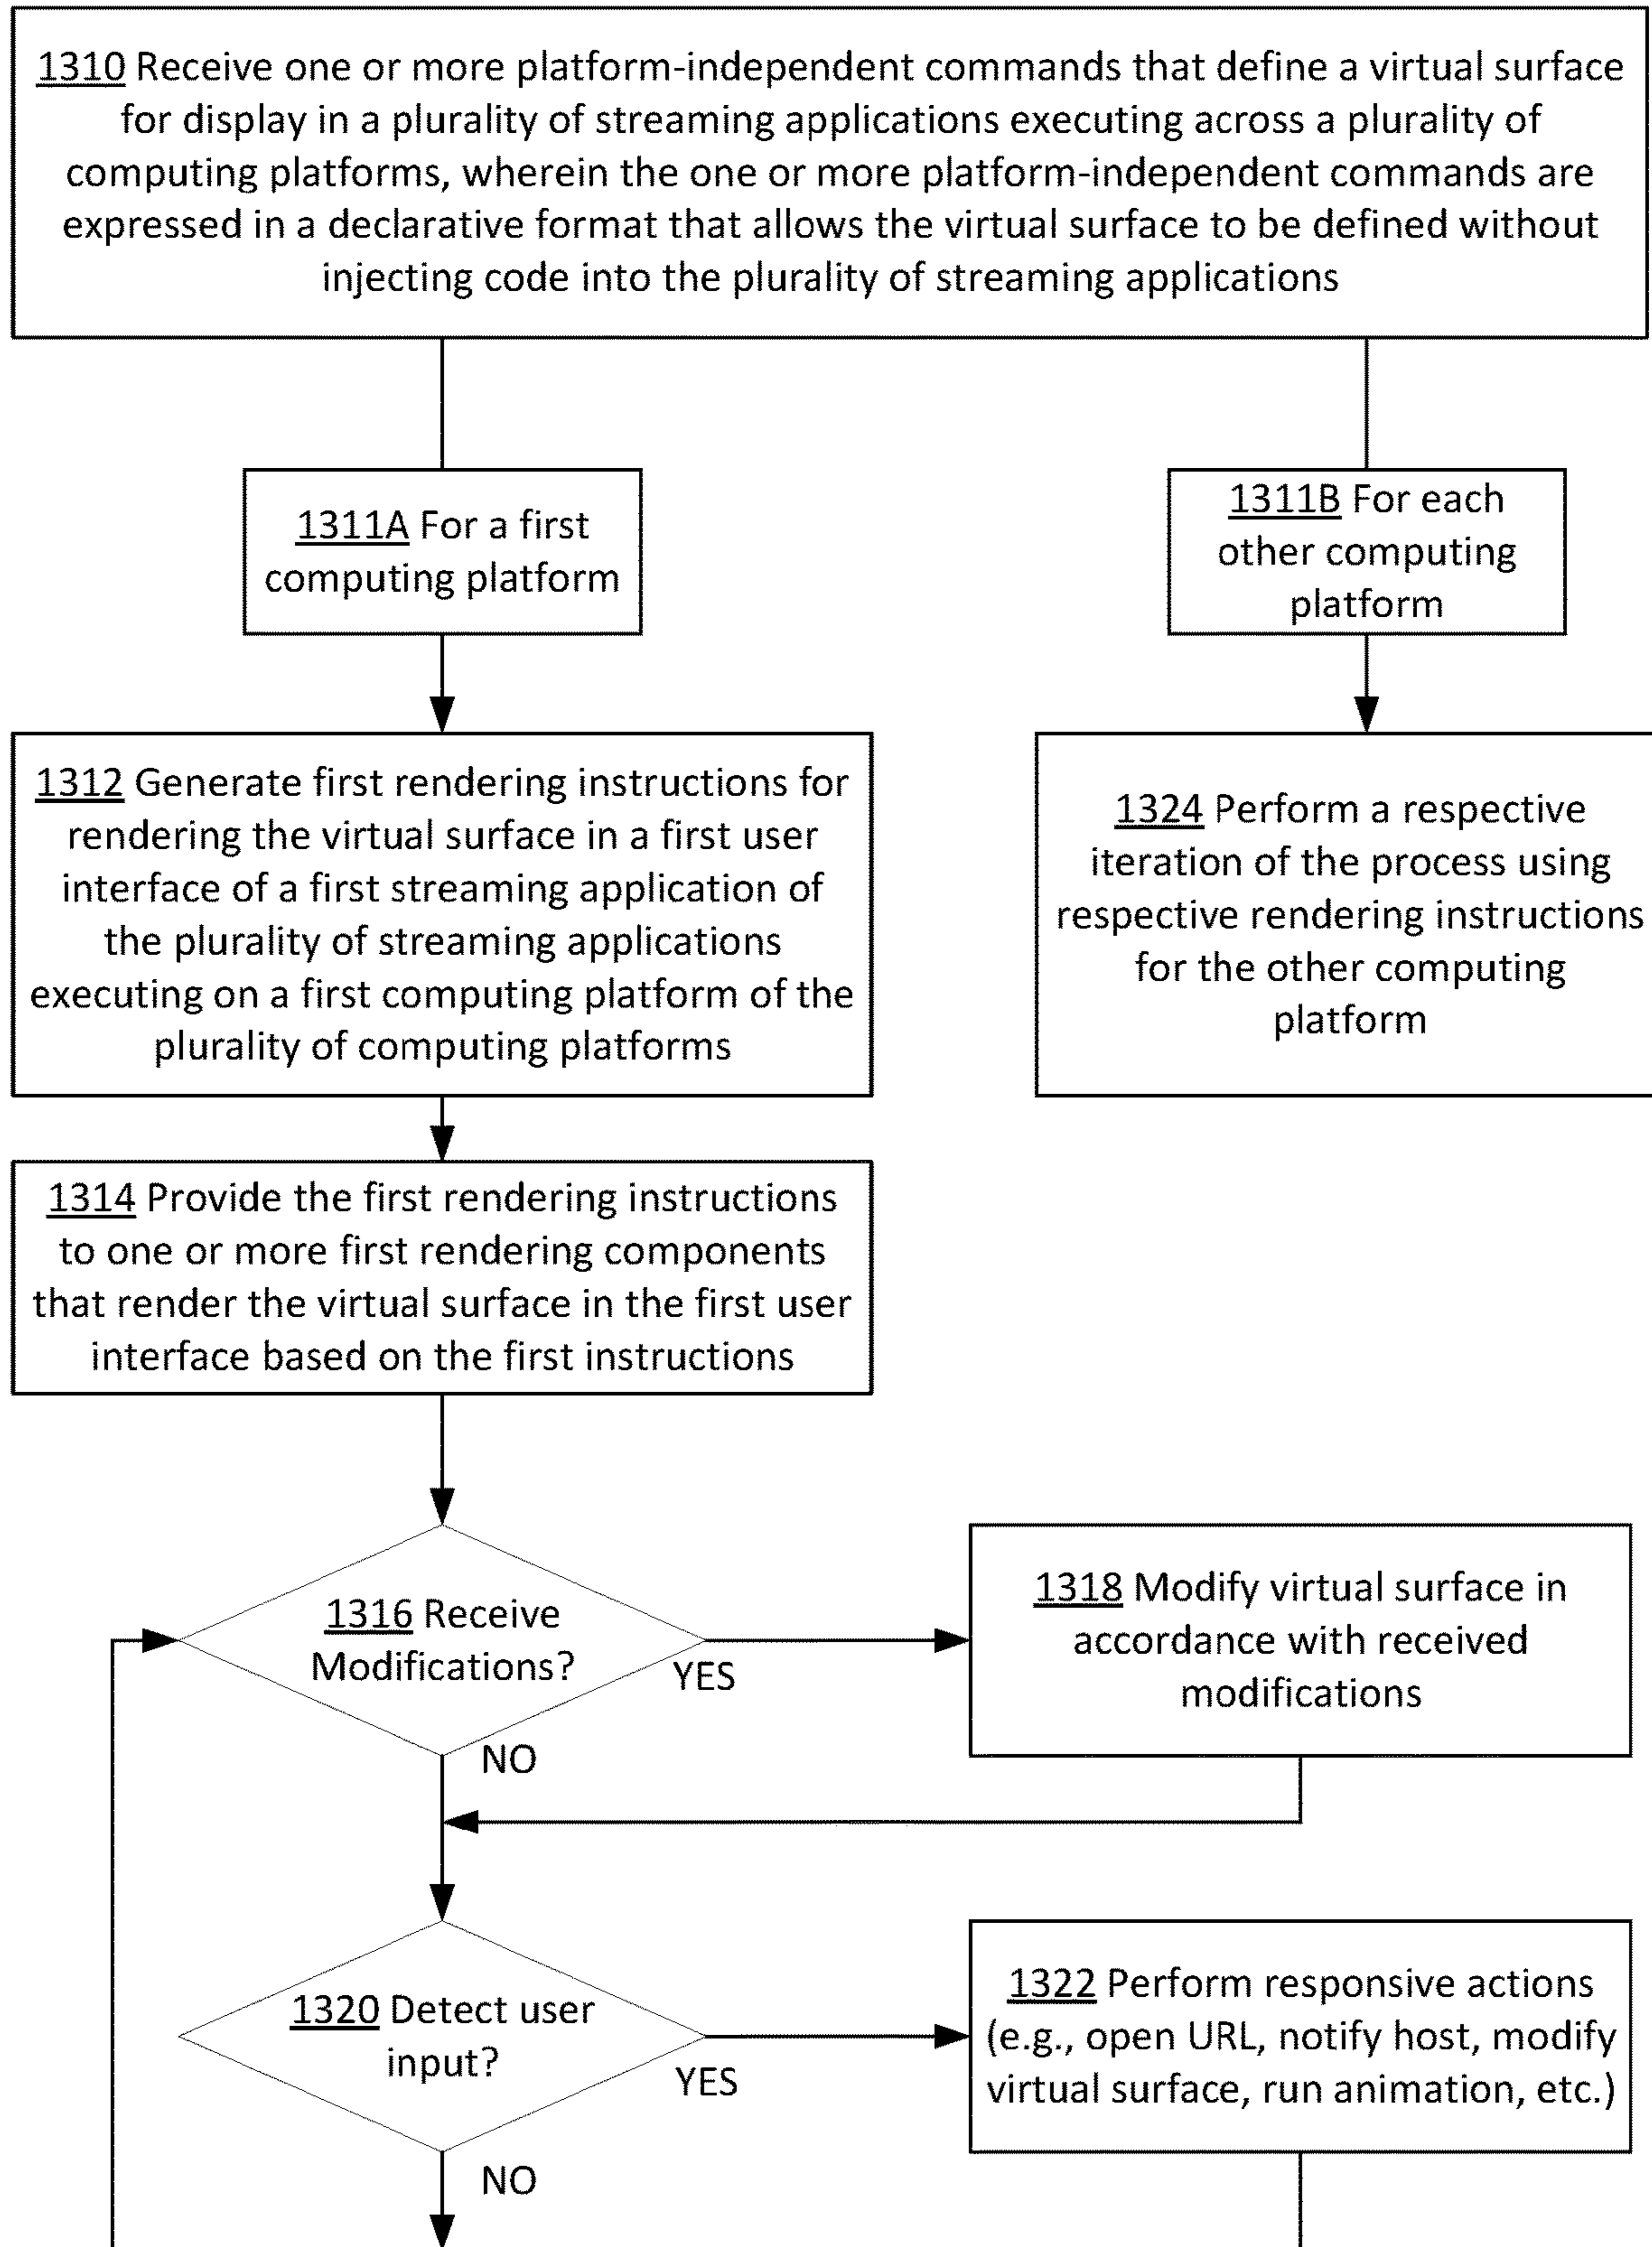 1310 Receive one or more platform-independent commands that define a virtual surface
for display in a plurality of streaming applications executing across a plurality of
computing platforms, wherein the one or more platform-independent commands are
expressed in a declarative format that allows the virtual surface to be defined without
injecting code into the plurality of streaming applications
1311A For a first
computing platform
1311B For each
other computing
platform
1312 Generate first rendering instructions for
rendering the virtual surface in a first user
interface of a first streaming application of
the plurality of streaming applications
executing on a first computing platform of the
plurality of computing platforms
1324 Perform a respective
iteration of the process using
respective rendering instructions
for the other computing
platform
1314 Provide the first rendering instructions
to one or more first rendering components
that render the virtual surface in the first user
interface based on the first instructions
1316 Receive
Modifications?
YES
NO
1318 Modify virtual surface in
accordance with received
modifications
1320 Detect user
input?
YES
NO
1322 Perform responsive actions
(e.g., open URL, notify host, modify
virtual surface, run animation, etc.)